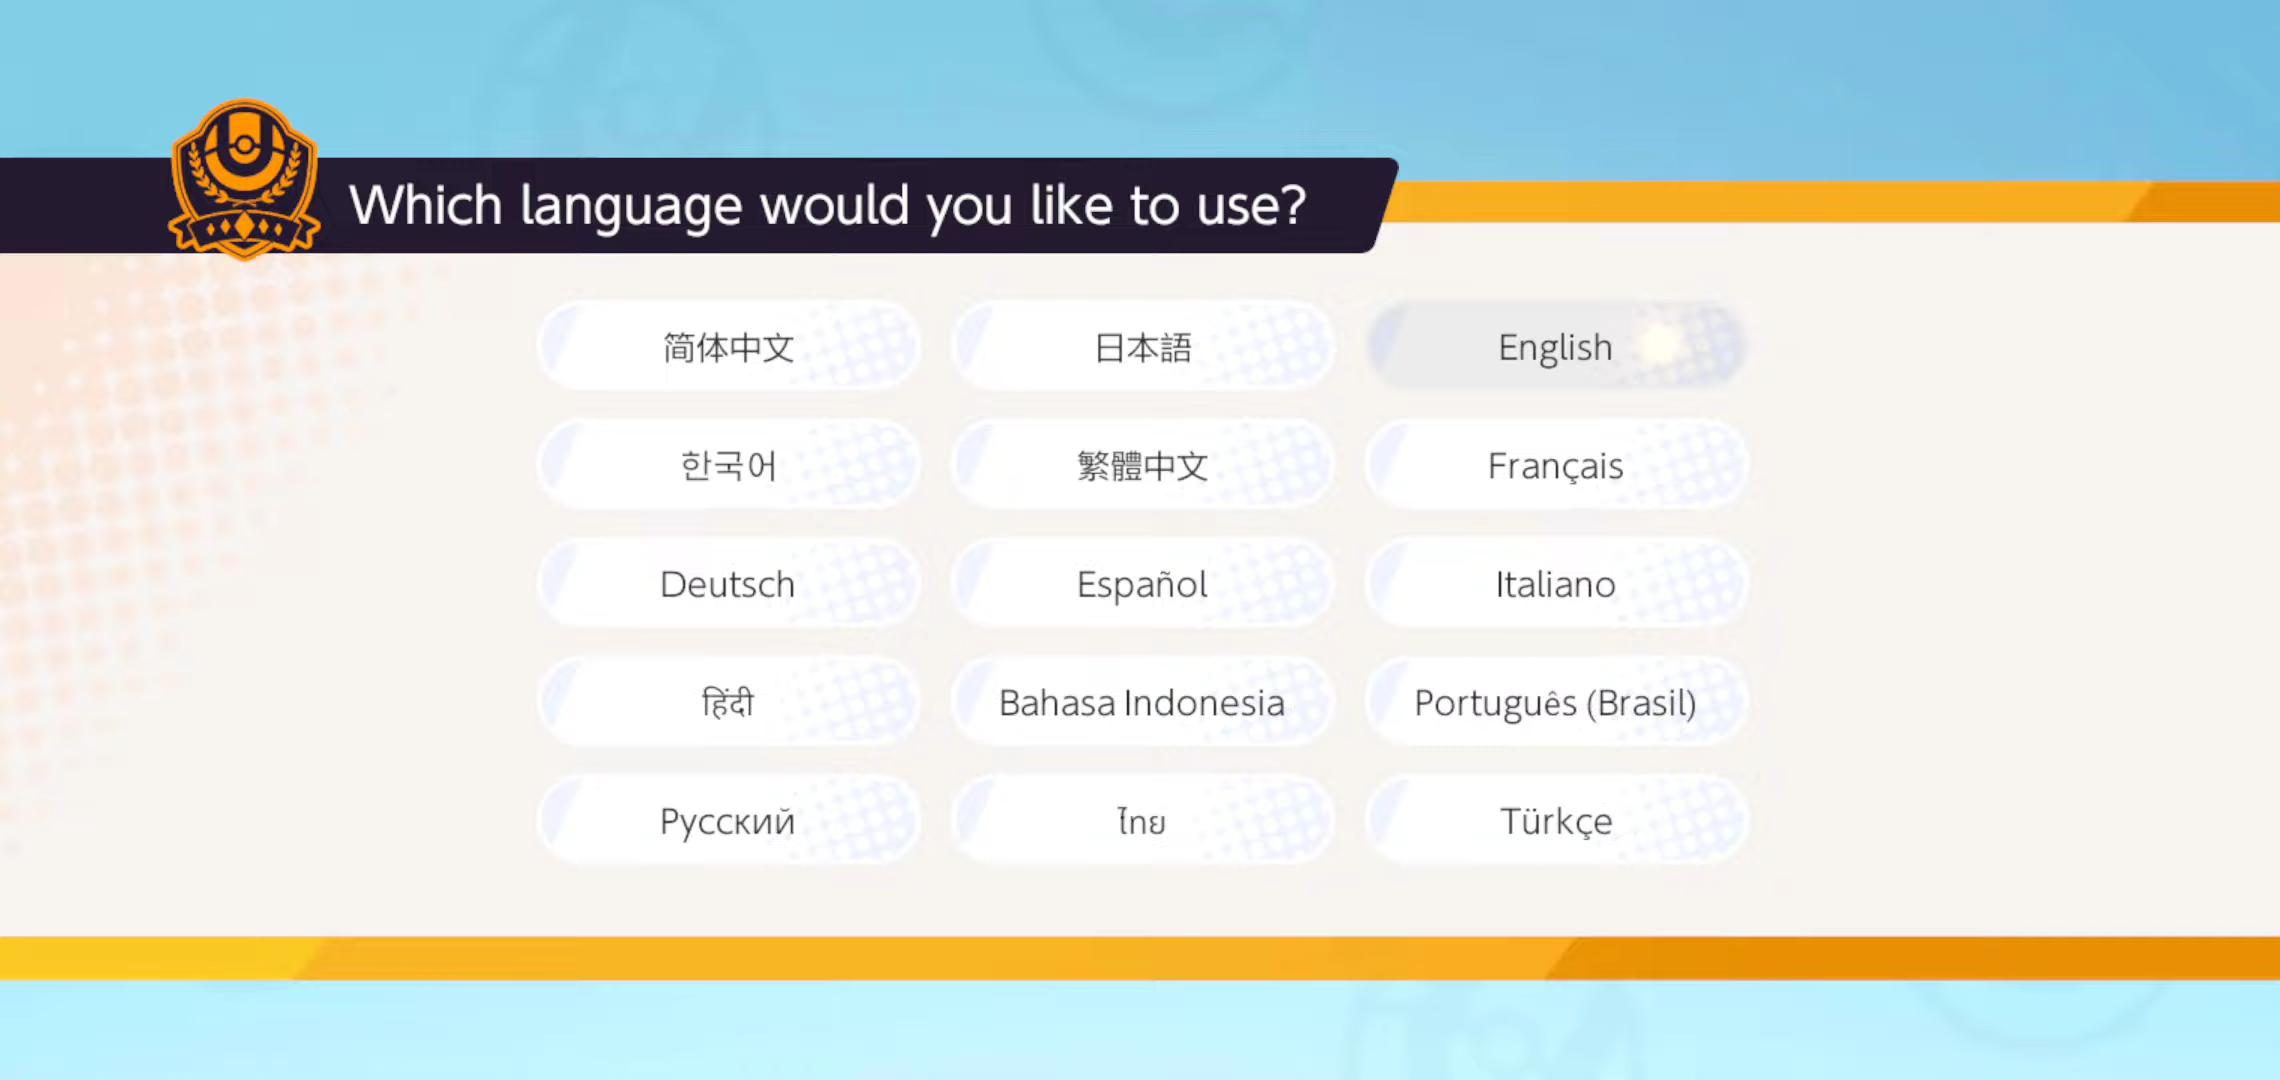 Which language would you like to use?
简体中文
日本語
English
한국어
繁體中文
Français
Deutsch
Español
Italiano
हिंदी
Bahasa Indonesia
Português (Brasil)
Русский
ไทย
Türkçe